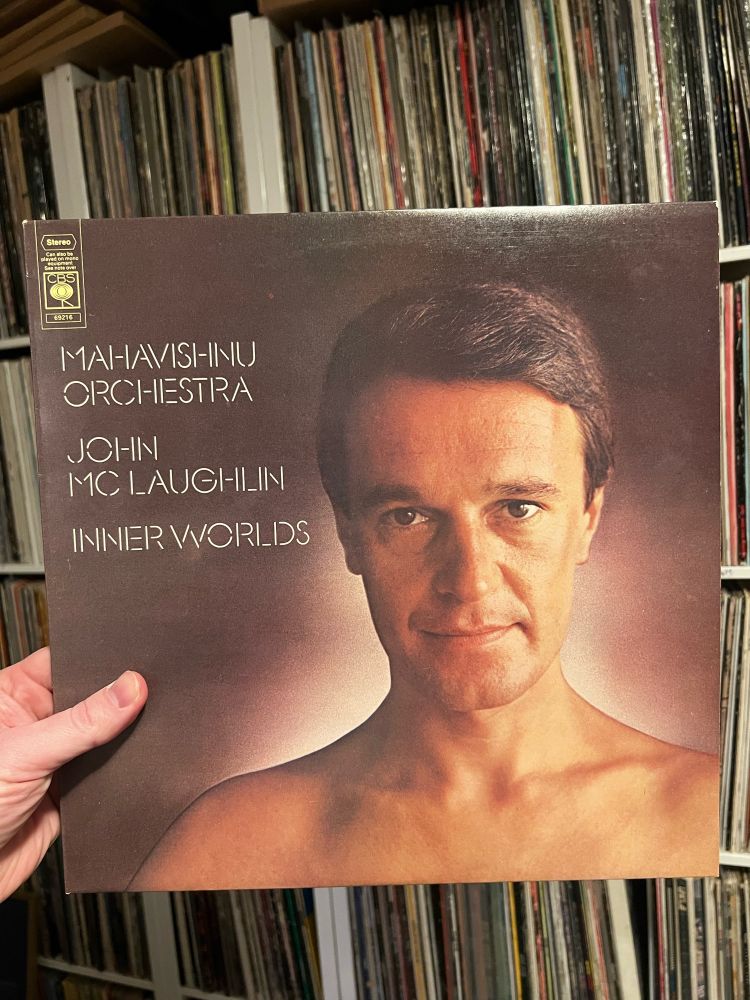 Stereo
Can also be
played on mono
equipment
See note over
CBS
69216
MAHAVISHNU
ORCHESTRA
JOHN
MC LAUGHLIN
INNER WORLDS